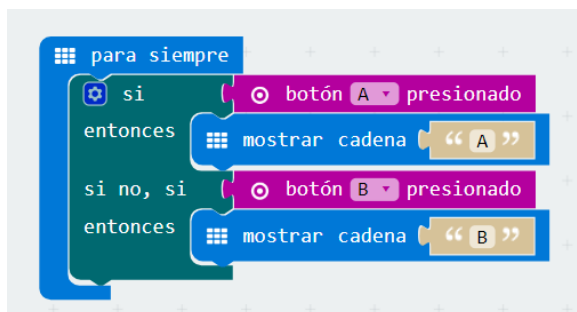 para siempre
si botón A presionado
entonces mostrar cadena “ A ”
si no, si botón B presionado
entonces mostrar cadena “ B ”